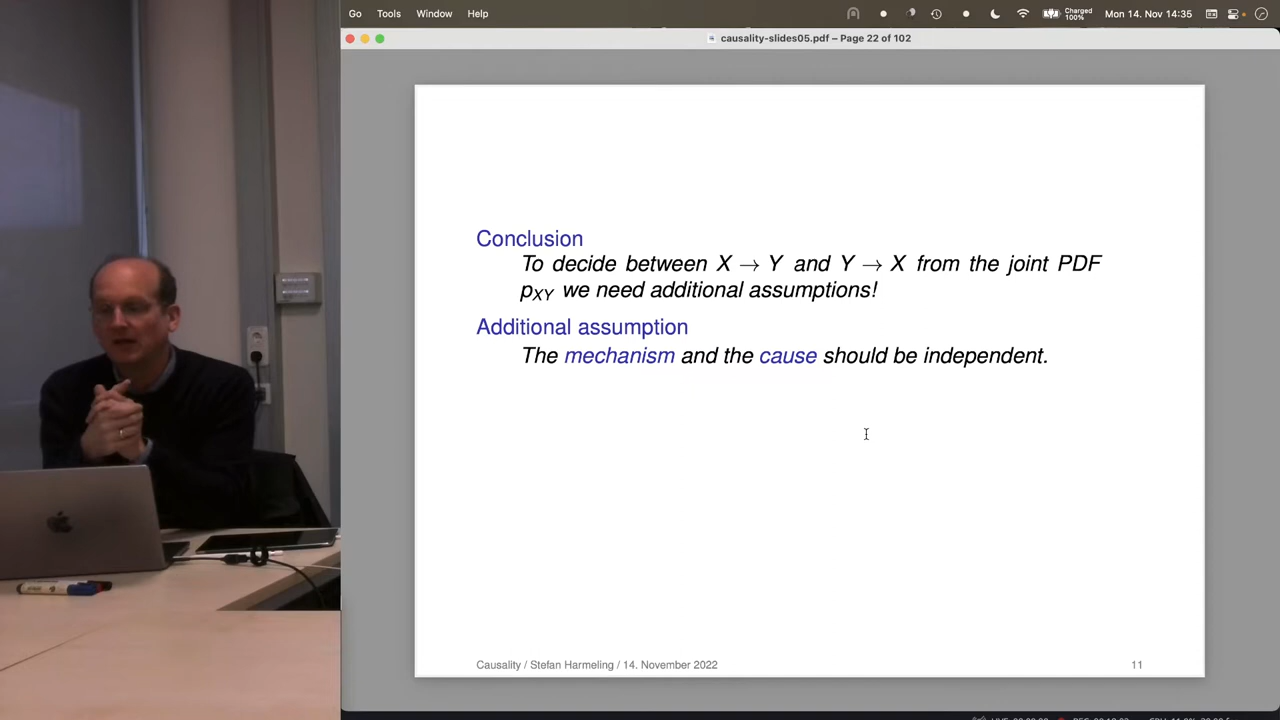 Go Tools Window Help Charged 100% Mon 14. Nov 14:35
causality-slides05.pdf – Page 22 of 102
Conclusion
To decide between X → Y and Y → X from the joint PDF
pXY we need additional assumptions!
Additional assumption
The mechanism and the cause should be independent.
Causality / Stefan Harmeling / 14. November 2022 11